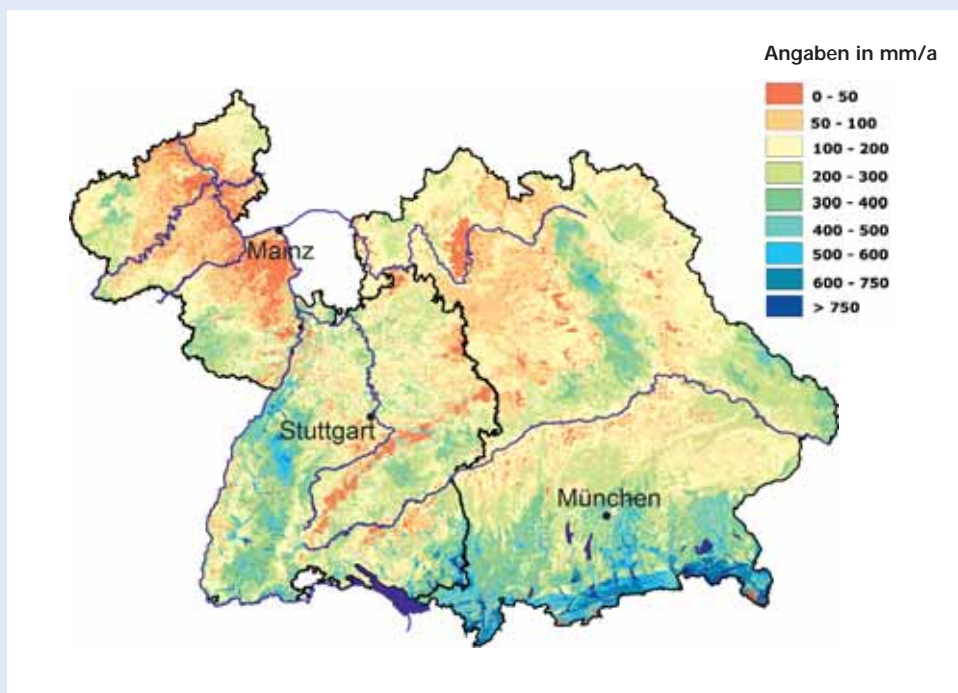 Angaben in mm/a
0 - 50
50 - 100
100 - 200
200 - 300
300 - 400
400 - 500
500 - 600
600 - 750
> 750
Mainz
Stuttgart
München